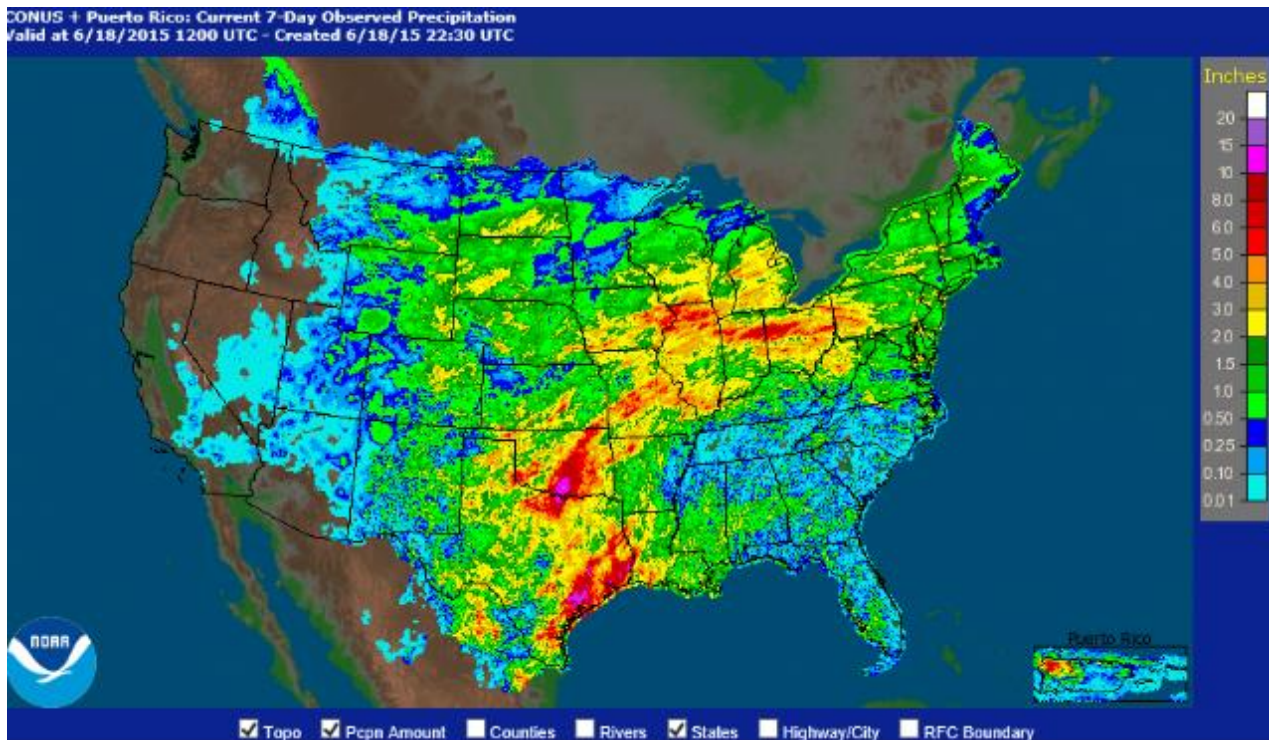 CONUS + Puerto Rico: Current 7-Day Observed Precipitation
Valid at 6/18/2015 1200 UTC - Created 6/18/15 22:30 UTC
Inches
20
15
10
8.0
6.0
5.0
4.0
3.0
2.0
1.5
1.0
0.50
0.25
0.10
0.01
NOAA
Puerto Rico
Topo Pcpn Amount Counties Rivers States Highway/City RFC Boundary